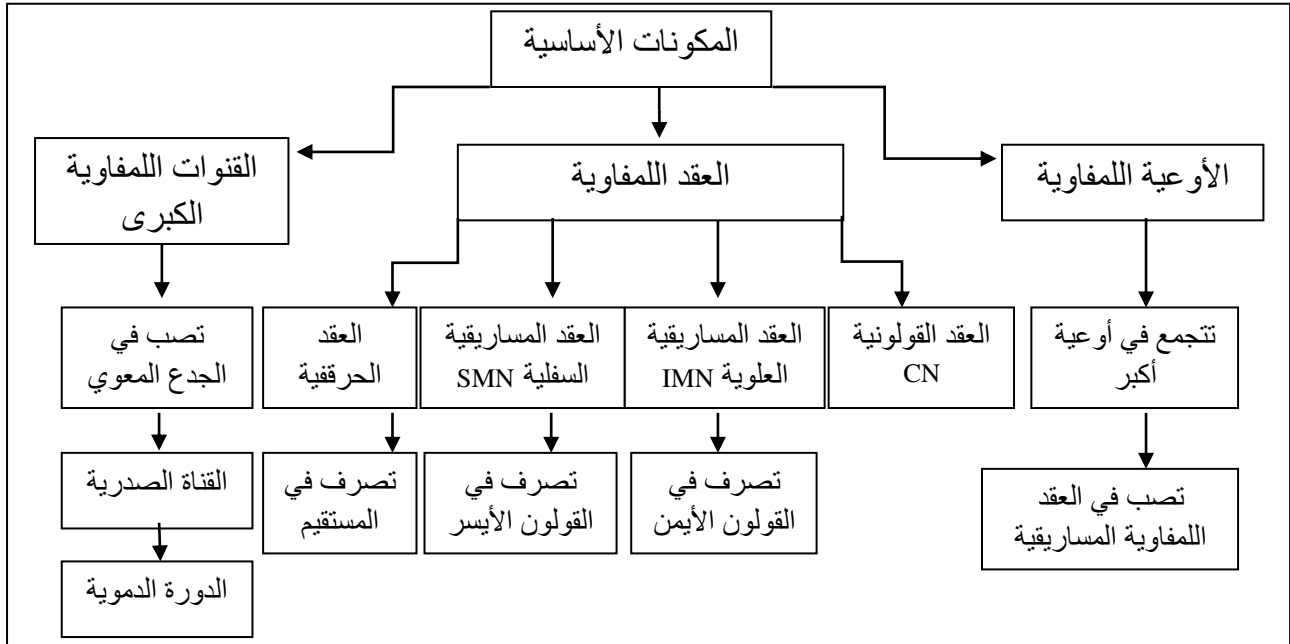 المكونات الأساسية
الأوعية اللمفاوية
العقد اللمفاوية
القنوات اللمفاوية
الكبرى
تتجمع في أوعية
أكبر
العقد القولونية
CN
العقد المساريقية
العلوية IMN
العقد المساريقية
السفلية SMN
العقد
الحرقفية
تصب في
الجدع المعوي
تصب في العقد
اللمفاوية المساريقية
تصرف في
القولون الأيمن
تصرف في
القولون الأيسر
تصرف في
المستقيم
القناة الصدرية
الدورة الدموية